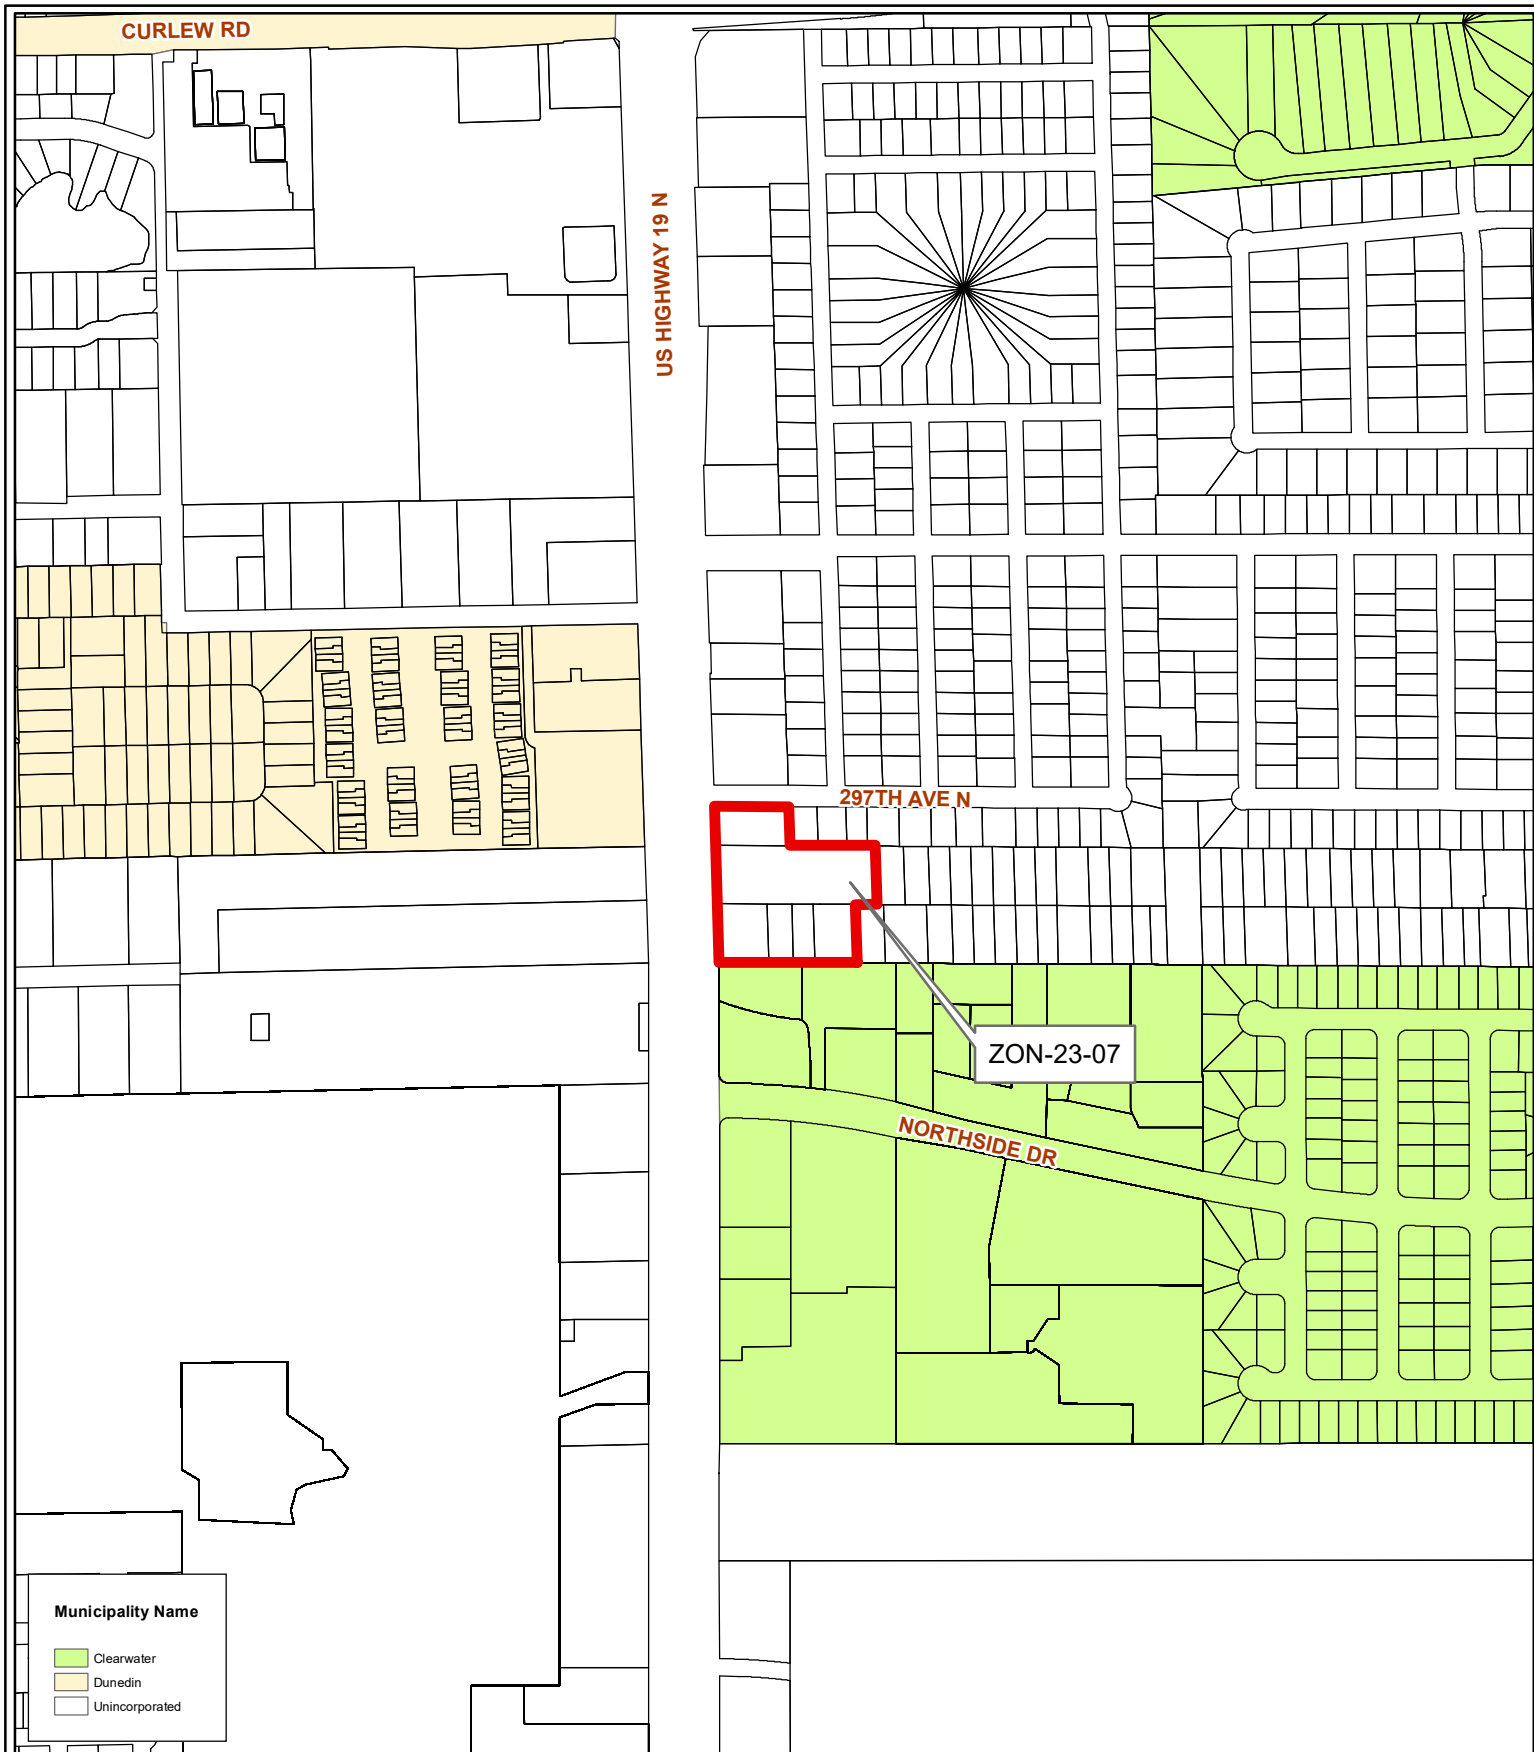 CURLEW RD
US HIGHWAY 19 N
297TH AVE N
ZON-23-07
NORTHSIDE DR
Municipality Name
Clearwater
Dunedin
Unincorporated